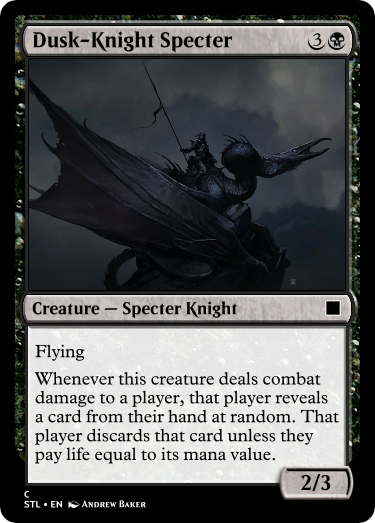 Dusk-Knight Specter 3
Creature — Specter Knight
Flying
Whenever this creature deals combat
damage to a player, that player reveals
a card from their hand at random. That
player discards that card unless they
pay life equal to its mana value.
2/3
C
STL • EN Andrew Baker